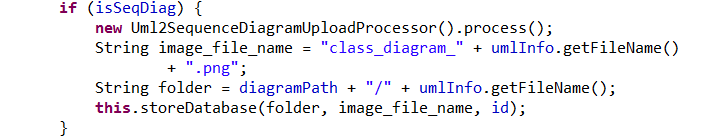 if (isSeqDiag) {
new Uml2SequenceDiagramUploadProcessor().process();
String image_file_name = "class_diagram_" + umlInfo.getFileName()
+ ".png";
String folder = diagramPath + "/" + umlInfo.getFileName();
this.storeDatabase(folder, image_file_name, id);
}